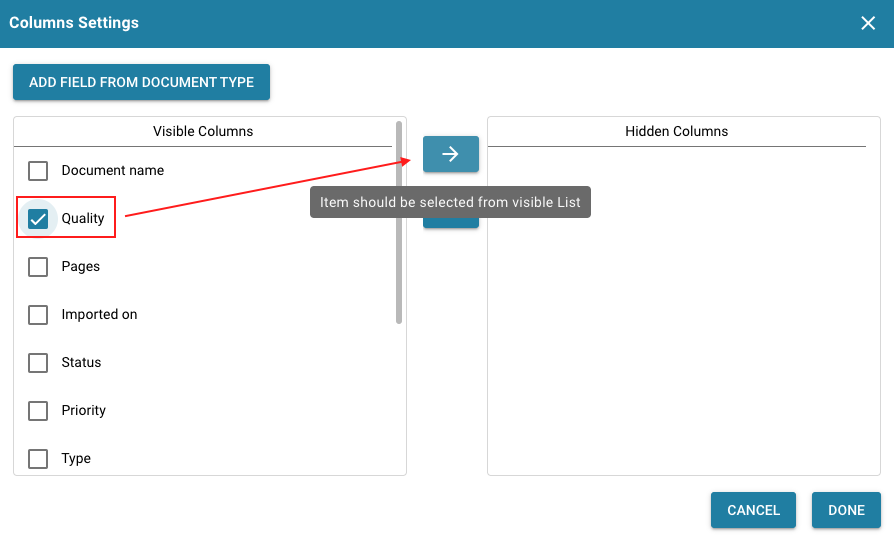 Columns Settings
ADD FIELD FROM DOCUMENT TYPE
Visible Columns
Hidden Columns
Document name
Item should be selected from visible List
Quality
Pages
Imported on
Status
Priority
Type
CANCEL
DONE